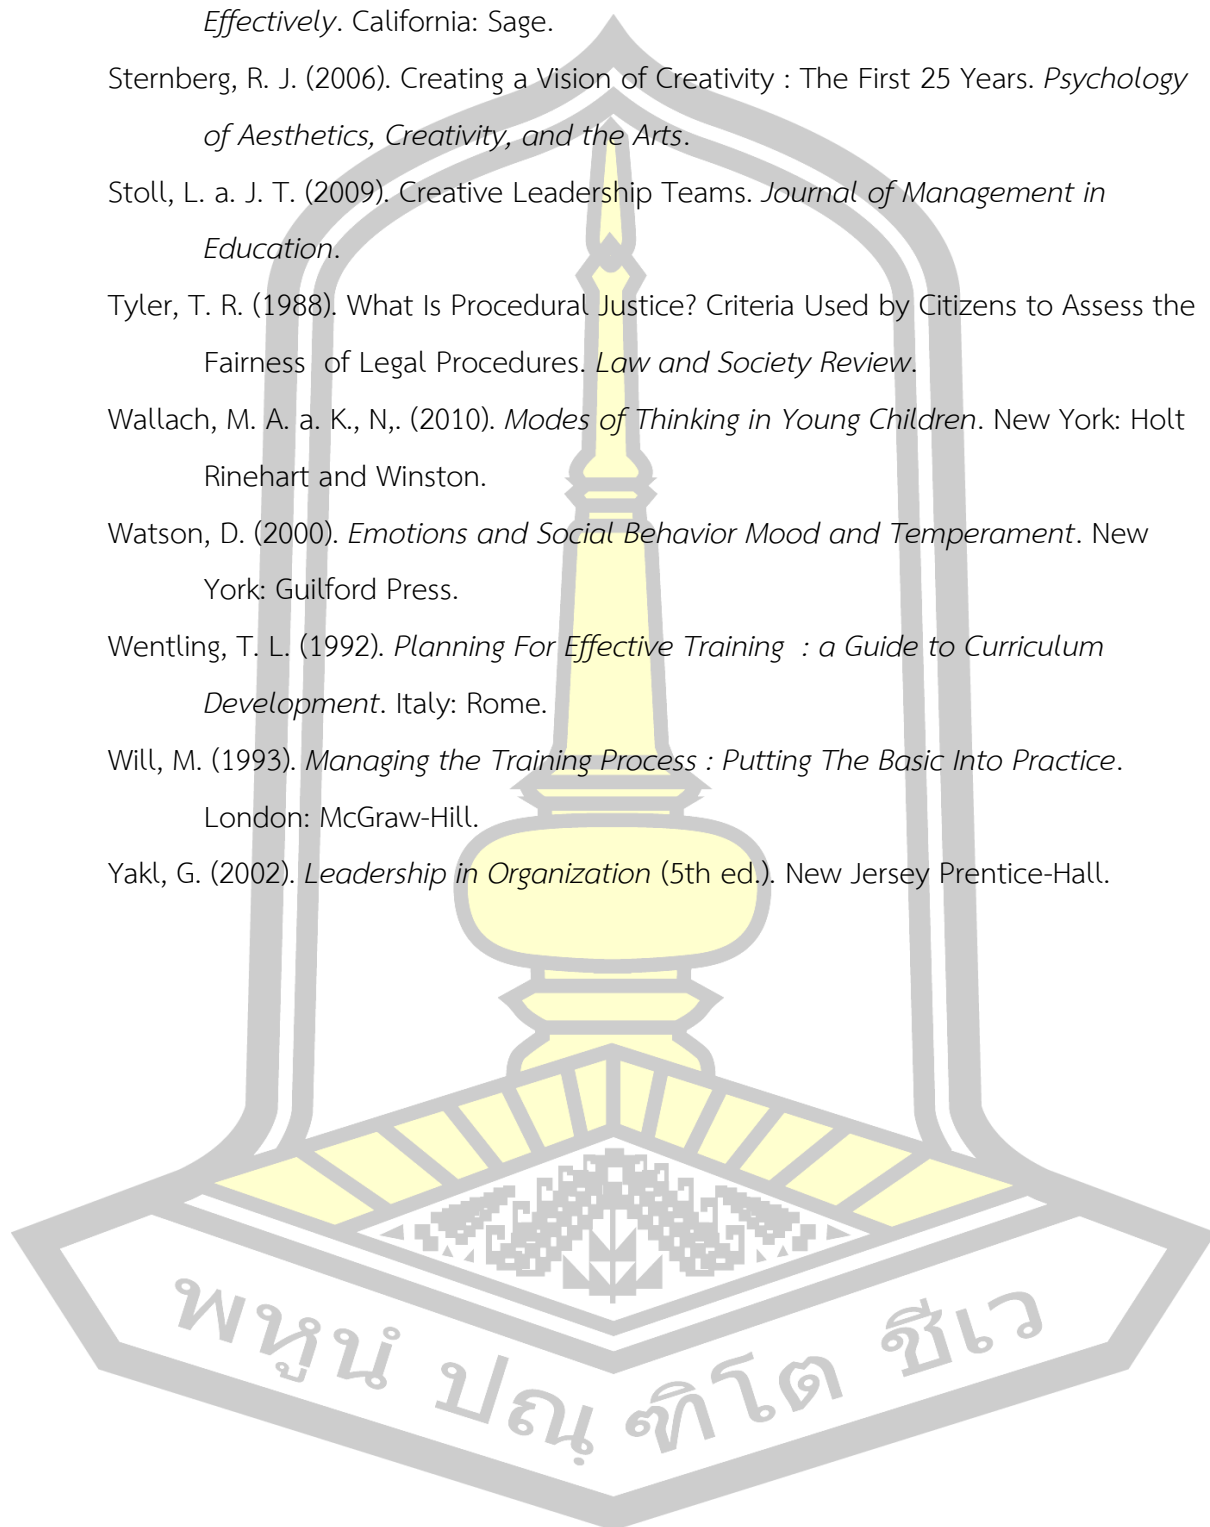 Effectively. California: Sage.
Sternberg, R. J. (2006). Creating a Vision of Creativity : The First 25 Years. Psychology
of Aesthetics, Creativity, and the Arts.
Stoll, L. a. J. T. (2009). Creative Leadership Teams. Journal of Management in
Education.
Tyler, T. R. (1988). What Is Procedural Justice? Criteria Used by Citizens to Assess the
Fairness  of Legal Procedures. Law and Society Review.
Wallach, M. A. a. K., N,. (2010). Modes of Thinking in Young Children. New York: Holt
Rinehart and Winston.
Watson, D. (2000). Emotions and Social Behavior Mood and Temperament. New
York: Guilford Press.
Wentling, T. L. (1992). Planning For Effective Training  : a Guide to Curriculum
Development. Italy: Rome.
Will, M. (1993). Managing the Training Process : Putting The Basic Into Practice.
London: McGraw-Hill.
Yakl, G. (2002). Leadership in Organization (5th ed.). New Jersey Prentice-Hall.
พหูนํ ปณฺฑิโต ชีเว